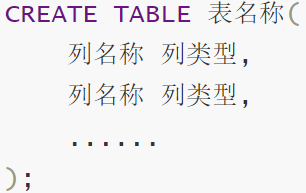 CREATE TABLE 表名称(
列名称 列类型,
列名称 列类型,
......
);